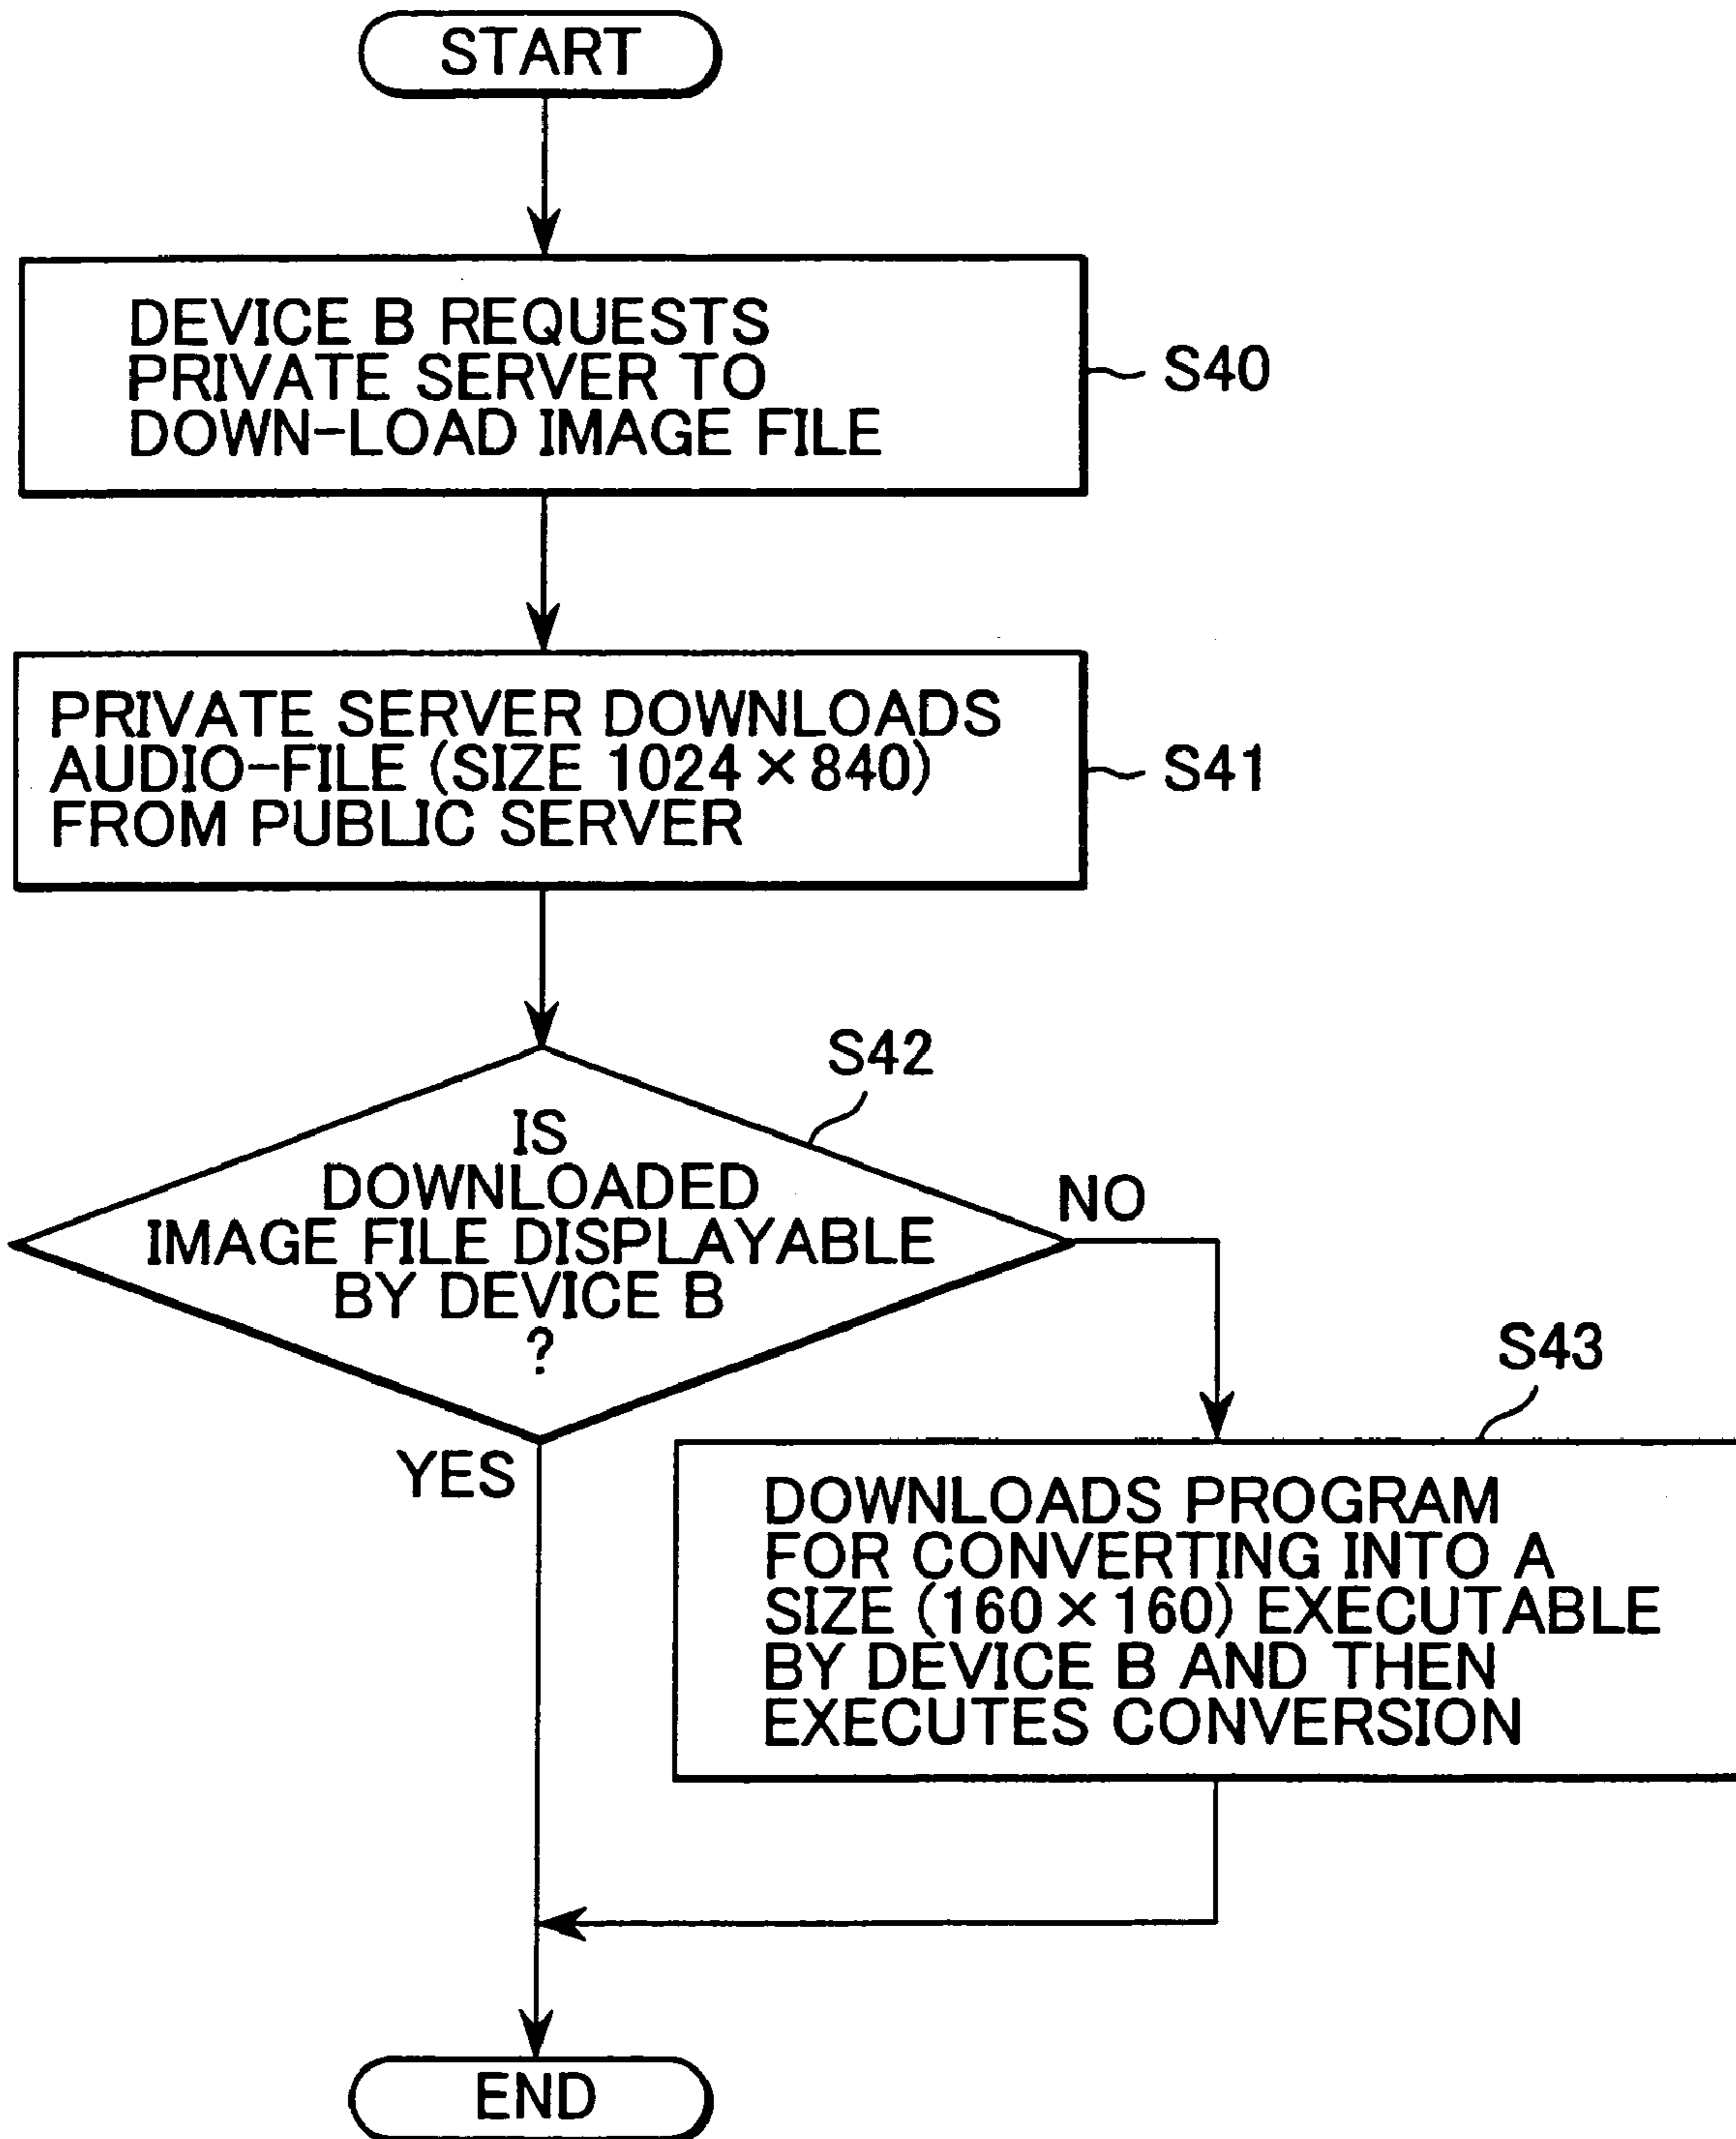 START
DEVICE B REQUESTS
PRIVATE SERVER TO
DOWN-LOAD IMAGE FILE
S40
PRIVATE SERVER DOWNLOADS
AUDIO-FILE (SIZE 1024 × 840)
FROM PUBLIC SERVER
S41
S42
IS
DOWNLOADED
IMAGE FILE DISPLAYABLE
BY DEVICE B
?
NO
YES
S43
DOWNLOADS PROGRAM
FOR CONVERTING INTO A
SIZE (160 × 160) EXECUTABLE
BY DEVICE B AND THEN
EXECUTES CONVERSION
END